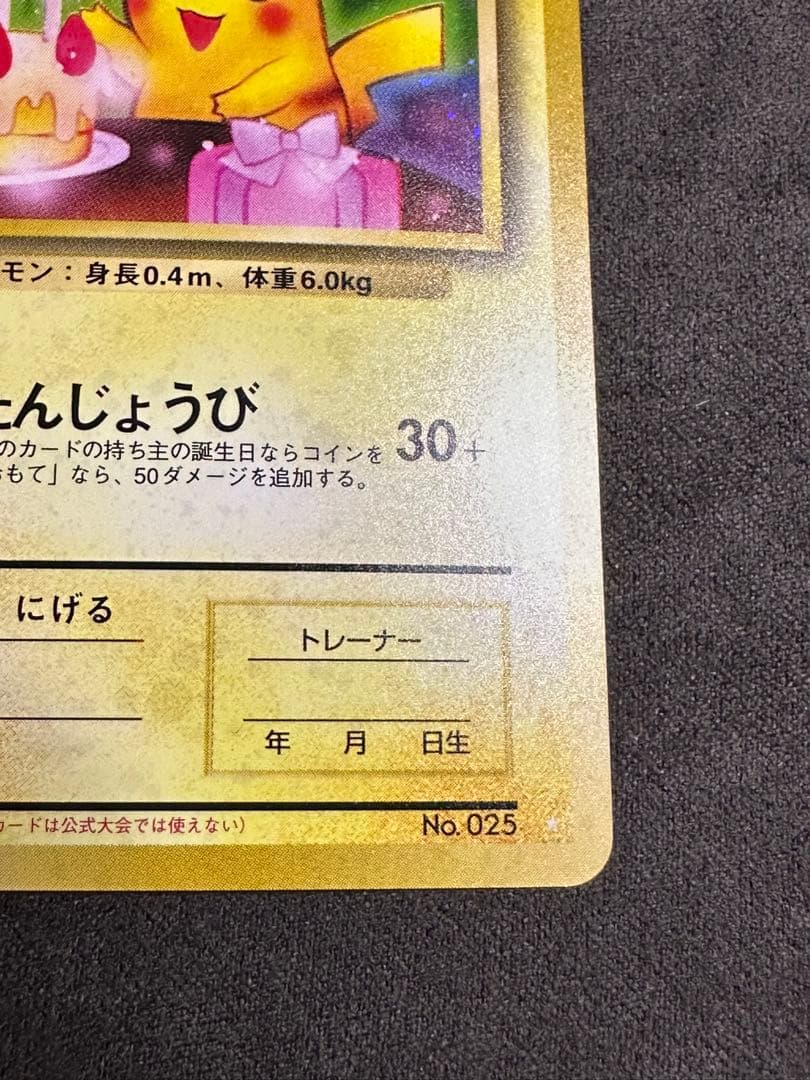 モン：身長0.4m、体重6.0kg
んじょうび
のカードの持ち主の誕生日ならコインを
30+
もて」なら、50ダメージを追加する。
にげる
トレーナー
年 月 日生
カードは公式大会では使えない)
No. 025 ★